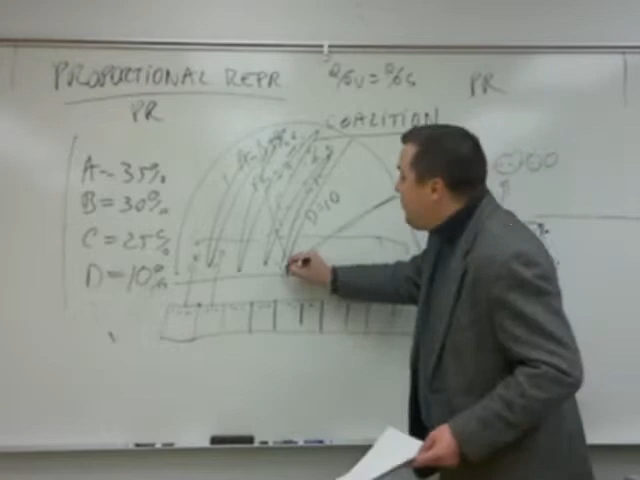 PROPORTIONAL REPR
%V = %S
PR
PR
COALITION
A = 35%
B = 30%
C = 25%
D = 10%
D=10